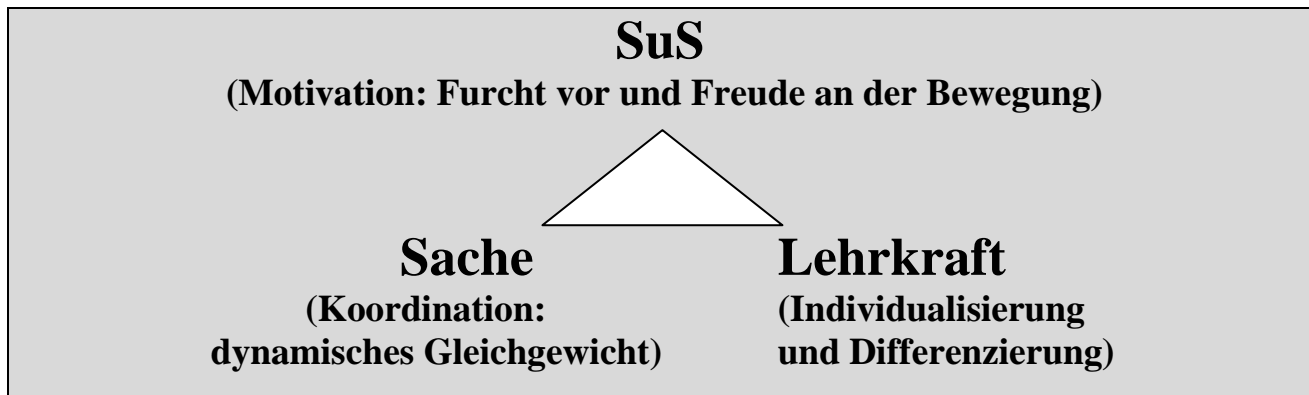 SuS
(Motivation: Furcht vor und Freude an der Bewegung)
Sache
(Koordination:
dynamisches Gleichgewicht)
Lehrkraft
(Individualisierung
und Differenzierung)